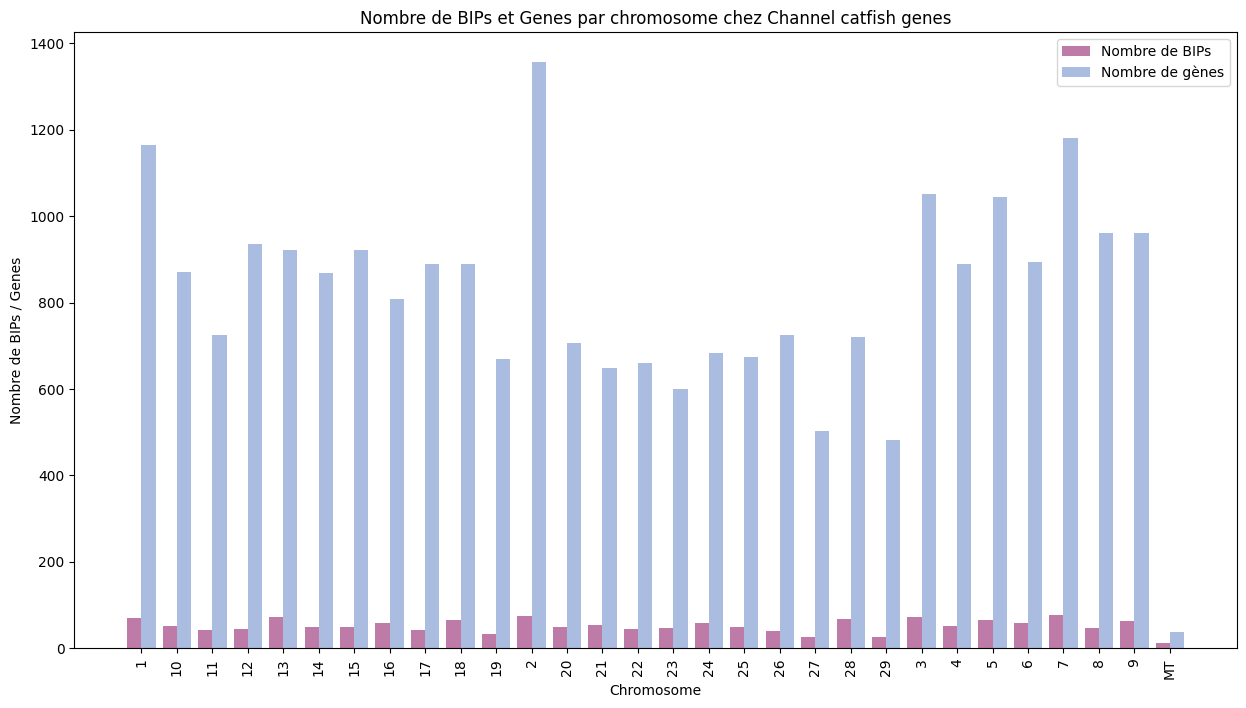 Nombre de BIPs et Genes par chromosome chez Channel catfish genes
Nombre de BIPs
Nombre de gènes
Nombre de BIPs / Genes
1400
1200
1000
800
600
400
200
0
1 10 11 12 13 14 15 16 17 18 19 2 20 21 22 23 24 25 26 27 28 29 3 4 5 6 7 8 9 MT
Chromosome